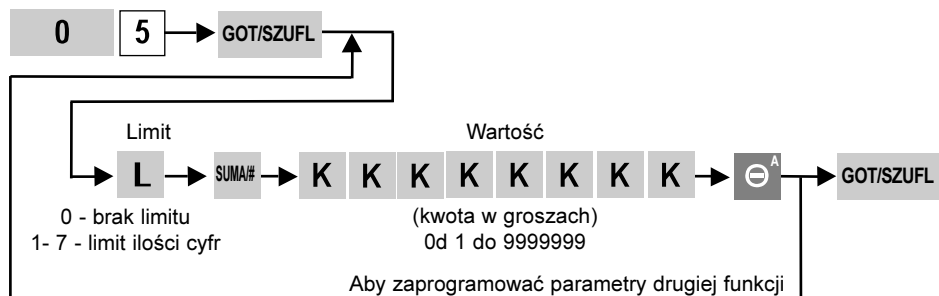 0 5 GOT/SZUFL
Limit Wartość
L SUMA/# K K K K K K K K ⊖ A GOT/SZUFL
0 - brak limitu (kwota w groszach)
1- 7 - limit ilości cyfr 0d 1 do 9999999
Aby zaprogramować parametry drugiej funkcji